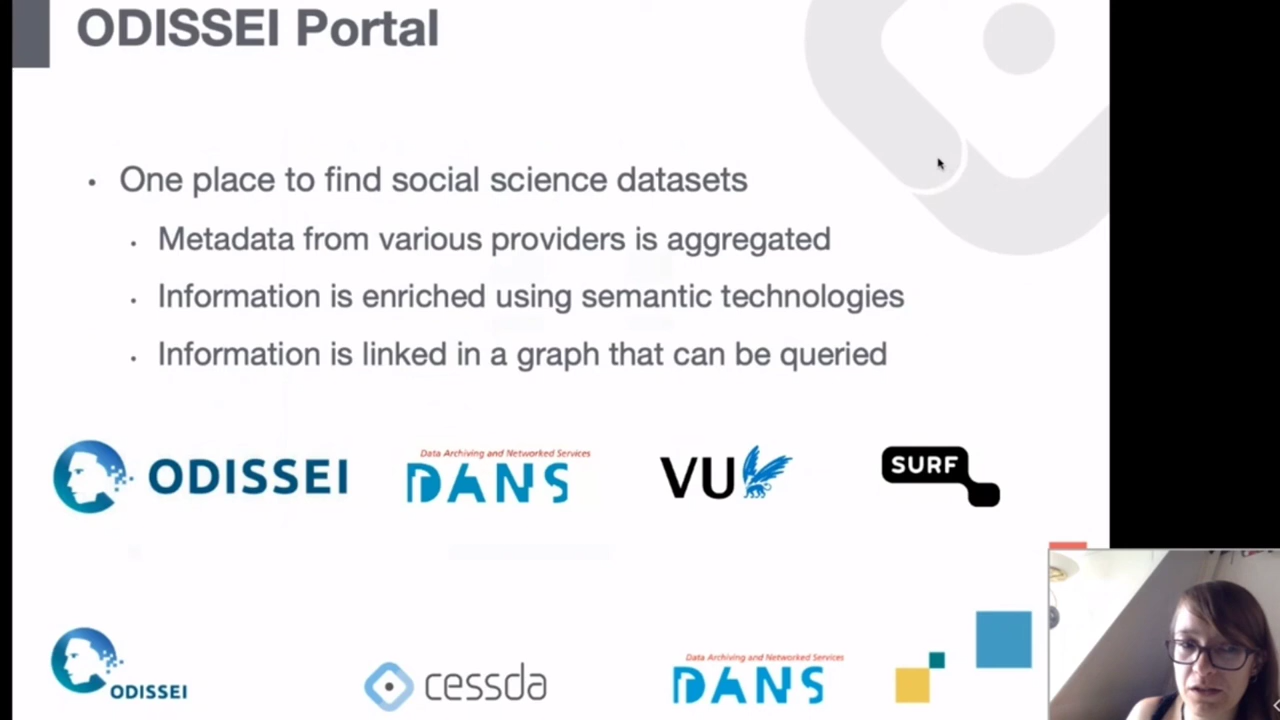 ODISSEI Portal
• One place to find social science datasets
• Metadata from various providers is aggregated
• Information is enriched using semantic technologies
• Information is linked in a graph that can be queried
ODISSEI
Data Archiving and Networked Services
DANS
VU
SURF
ODISSEI
cessda
Data Archiving and Networked Services
DANS